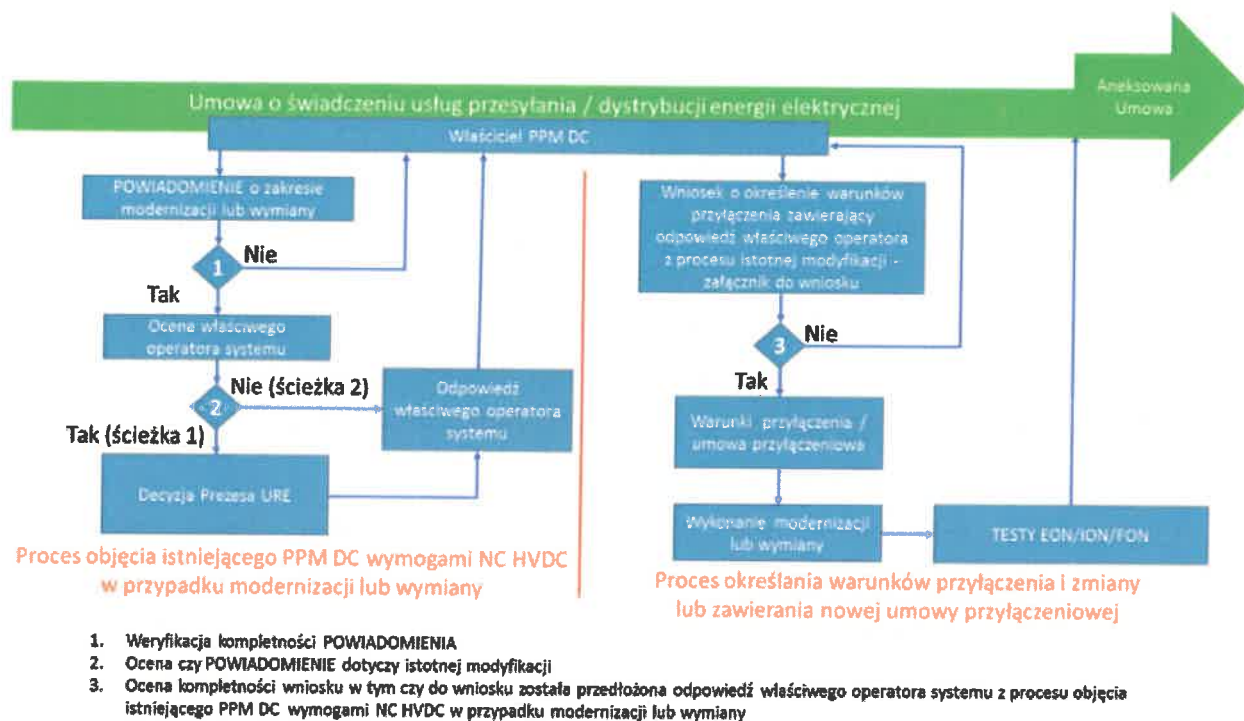 Umowa o świadczeniu usług przesyłania / dystrybucji energii elektrycznej
Aneksowana
Umowa
Właściciel PPM DC
POWIADOMIENIE o zakresie
modernizacji lub wymiany
1
Nie
Tak
Ocena właściwego
operatora systemu
2
Nie (ścieżka 2)
Tak (ścieżka 1)
Odpowiedź
właściwego operatora
systemu
Decyzja Prezesa URE
Proces objęcia istniejącego PPM DC wymogami NC HVDC
w przypadku modernizacji lub wymiany
Wniosek o określenie warunków
przyłączenia zawierający
odpowiedź właściwego operatora
z procesu istotnej modyfikacji -
załącznik do wniosku
3
Nie
Tak
Warunki przyłączenia /
umowa przyłączeniowa
Wykonanie modernizacji
lub wymiany
TESTY EON/ION/FON
Proces określania warunków przyłączenia i zmiany
lub zawierania nowej umowy przyłączeniowej
1. Weryfikacja kompletności POWIADOMIENIA
2. Ocena czy POWIADOMIENIE dotyczy istotnej modyfikacji
3. Ocena kompletności wniosku w tym czy do wniosku została przedłożona odpowiedź właściwego operatora systemu z procesu objęcia
istniejącego PPM DC wymogami NC HVDC w przypadku modernizacji lub wymiany